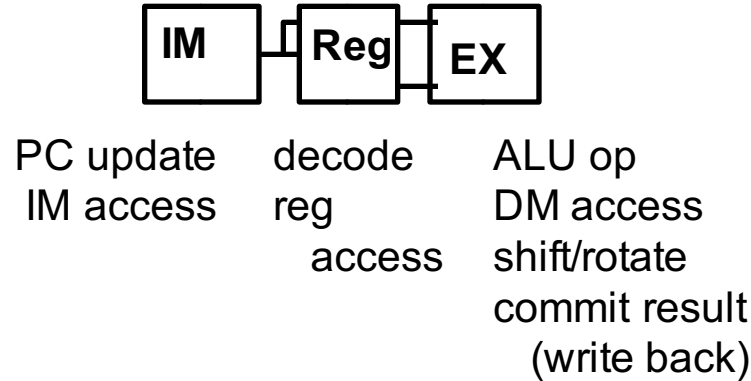 IM Reg EX
PC update decode ALU op
IM access reg DM access
access shift/rotate
commit result
(write back)